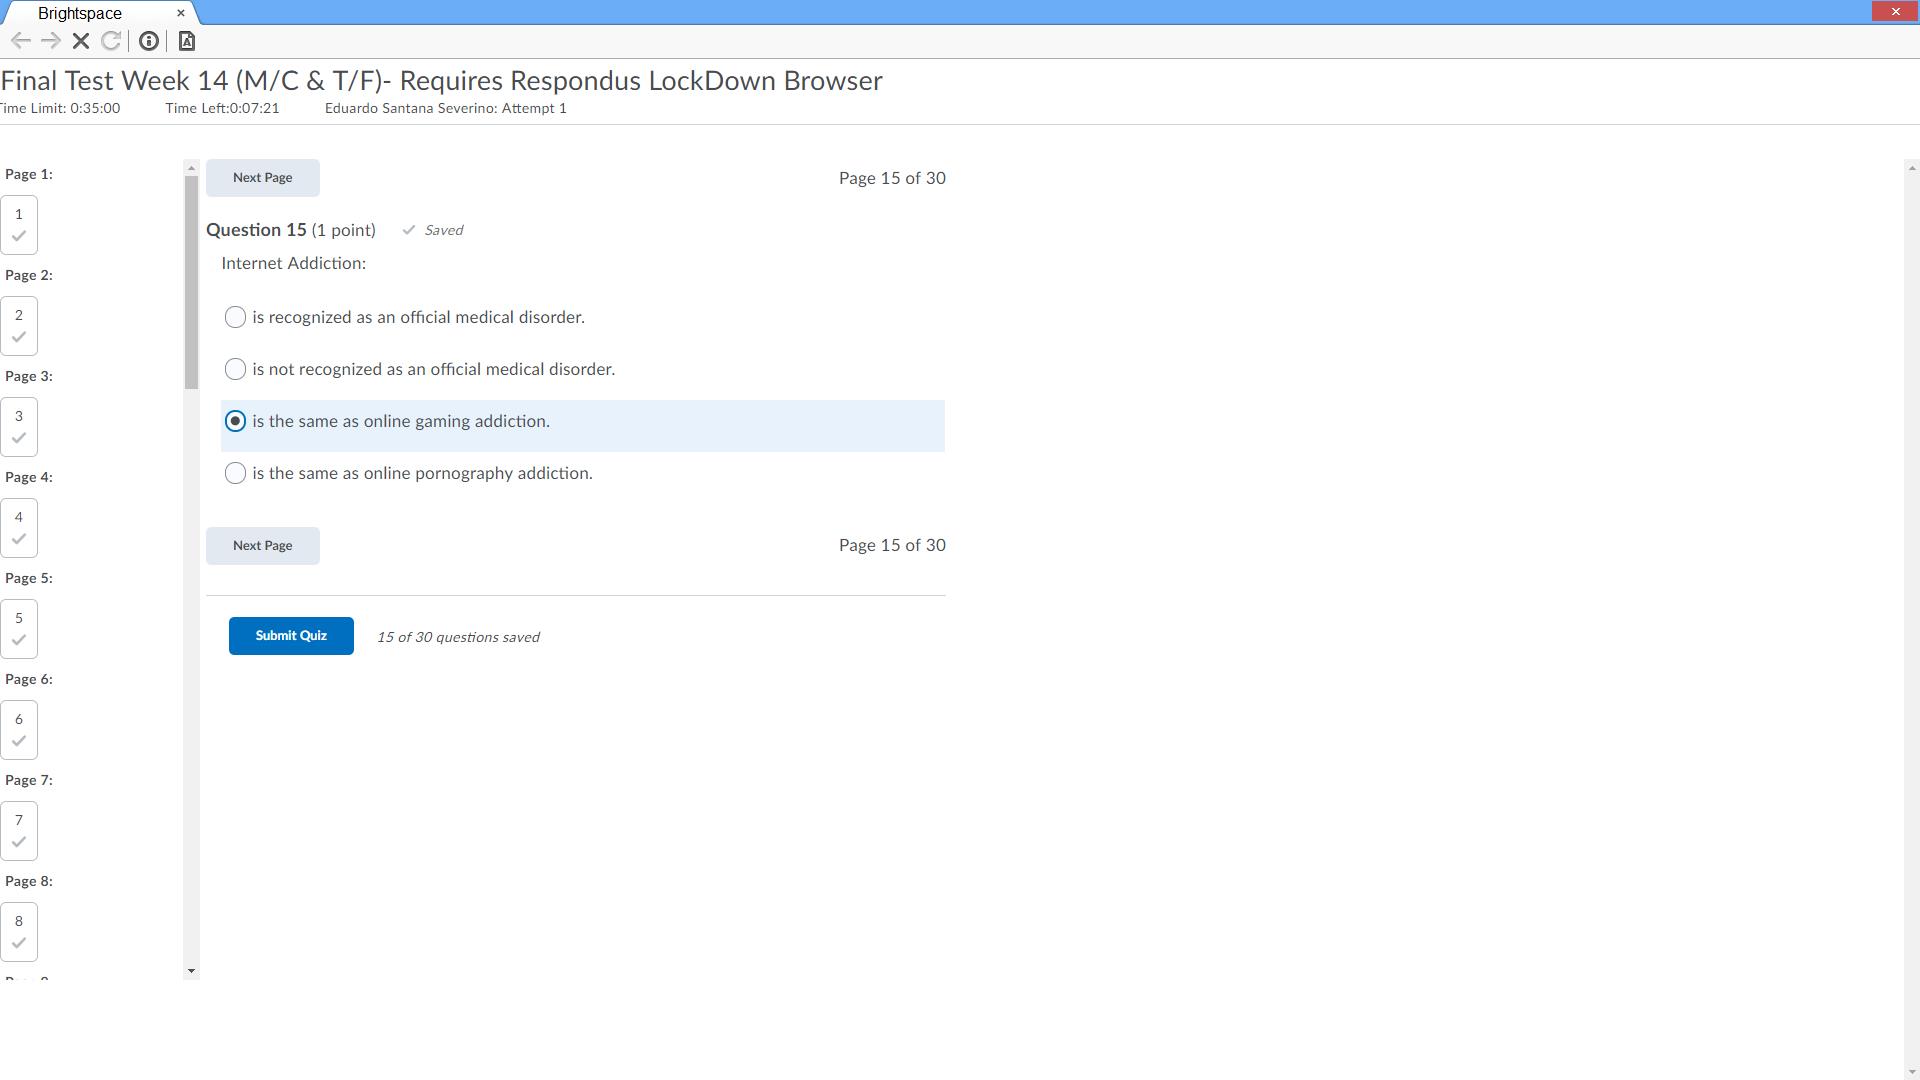 Brightspace
Final Test Week 14 (M/C & T/F)- Requires Respondus LockDown Browser
Time Limit: 0:35:00 Time Left:0:07:21 Eduardo Santana Severino: Attempt 1
Page 1:
1
Page 2:
2
Page 3:
3
Page 4:
4
Page 5:
5
Page 6:
6
Page 7:
7
Page 8:
8
Next Page Page 15 of 30
Question 15 (1 point) Saved
Internet Addiction:
is recognized as an official medical disorder.
is not recognized as an official medical disorder.
is the same as online gaming addiction.
is the same as online pornography addiction.
Next Page Page 15 of 30
Submit Quiz 15 of 30 questions saved